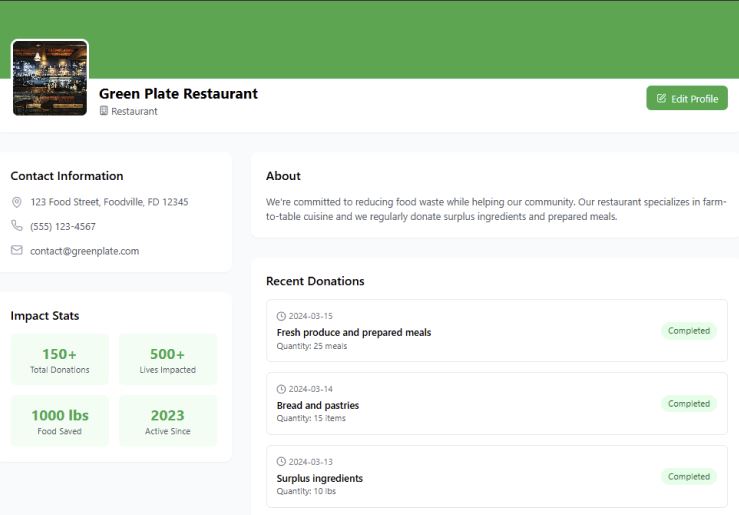 Green Plate Restaurant
Restaurant
Edit Profile
Contact Information
123 Food Street, Foodville, FD 12345
(555) 123-4567
contact@greenplate.com
Impact Stats
150+
Total Donations
500+
Lives Impacted
1000 lbs
Food Saved
2023
Active Since
About
We're committed to reducing food waste while helping our community. Our restaurant specializes in farm-
to-table cuisine and we regularly donate surplus ingredients and prepared meals.
Recent Donations
2024-03-15
Fresh produce and prepared meals
Quantity: 25 meals
Completed
2024-03-14
Bread and pastries
Quantity: 15 items
Completed
2024-03-13
Surplus ingredients
Quantity: 10 lbs
Completed